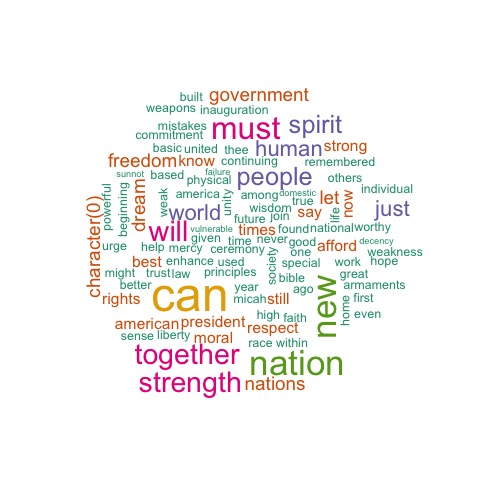 built
government
weapons
inauguration
mistakes
must
spirit
commitment
basic
united
thee
human
strong
freedom
know
continuing
remembered
sunnot
based
failure
physical
people
others
powerful
beginning
dream
weak
america
unity
among
domestic
true
let
life
now
individual
world
wisdom
say
just
future
join
character(0)
will
vulnerable
times
found
national
worthy
given
urge
help
mercy
ceremony
time
never
good
afford
decency
weakness
best
enhance
used
society
special
one
work
hope
might
trust
law
principles
bible
great
better
can
year
ago
new
armaments
rights
micah
still
home
first
high
faith
even
american
president
respect
sense
liberty
moral
race
within
together
nation
strength
nations